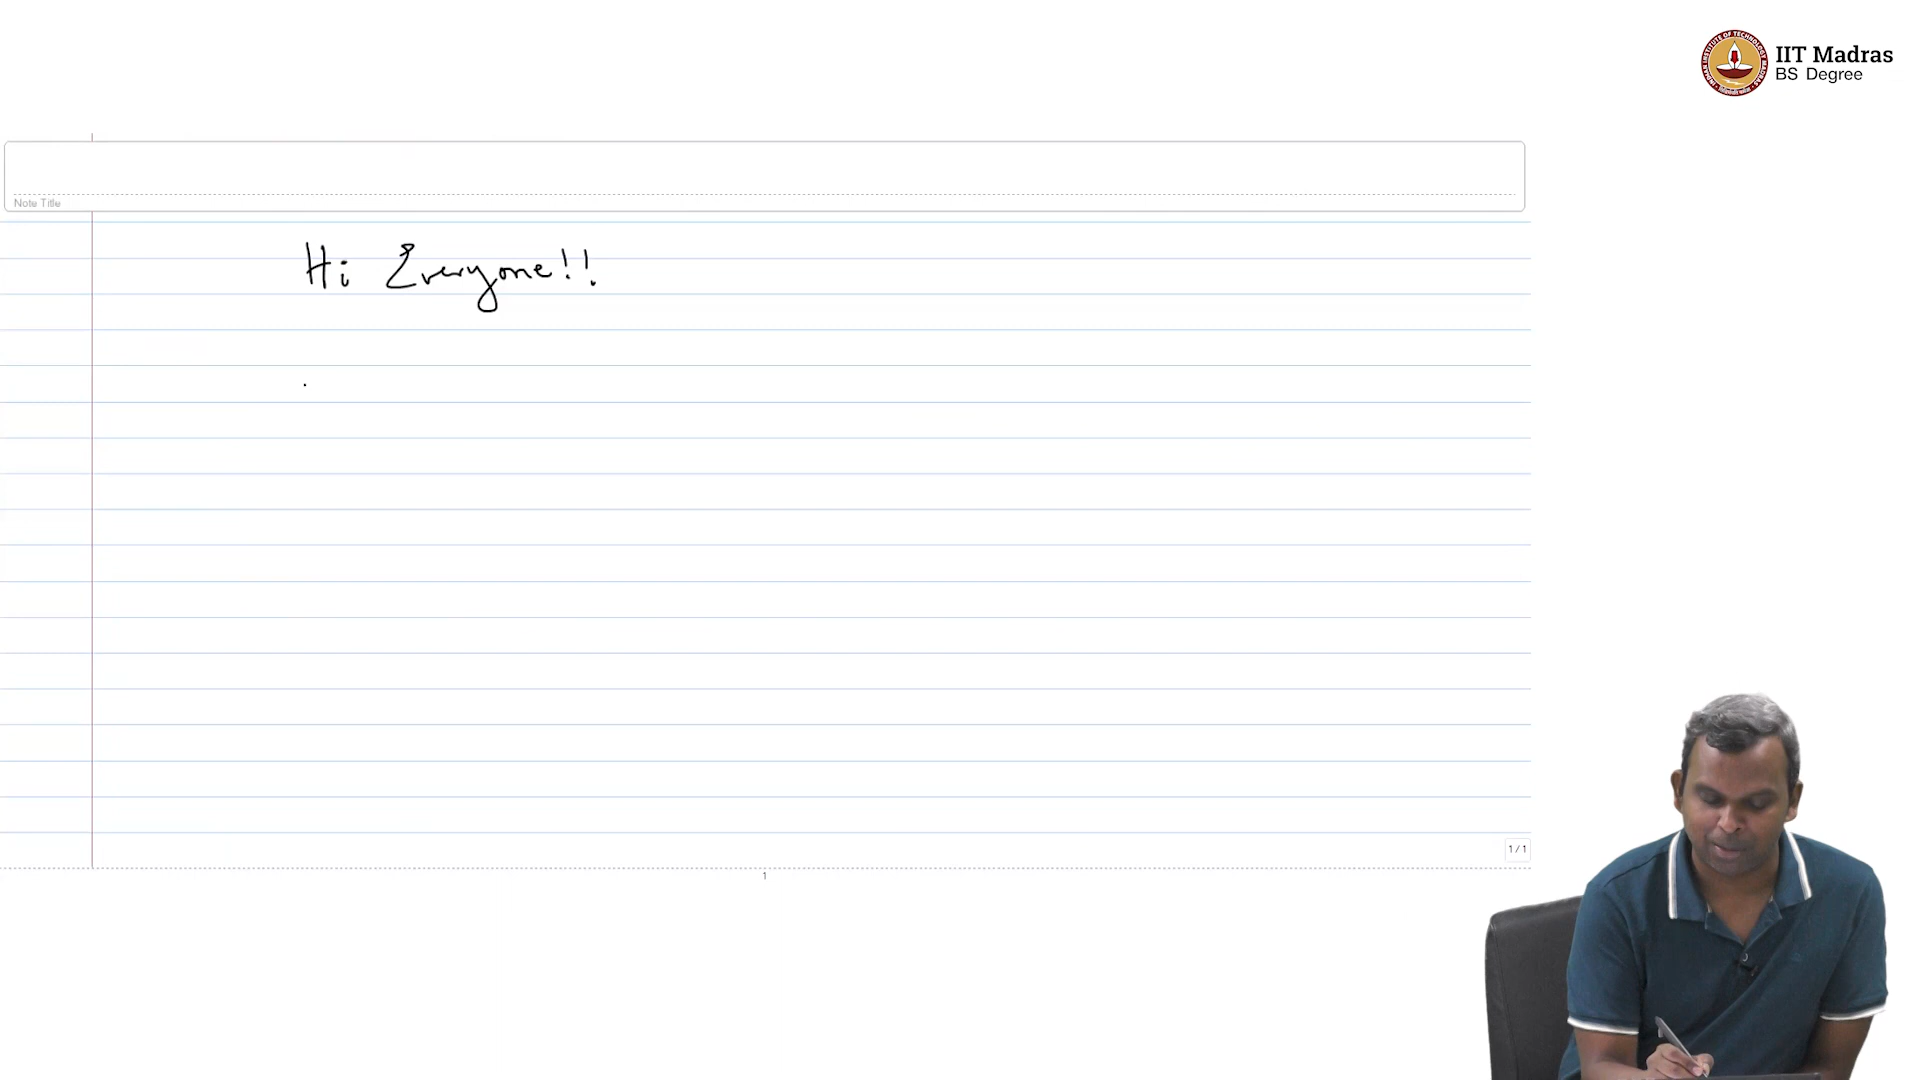 IIT Madras
BS Degree
Note Title
Hi Everyone!!
1 / 1
1